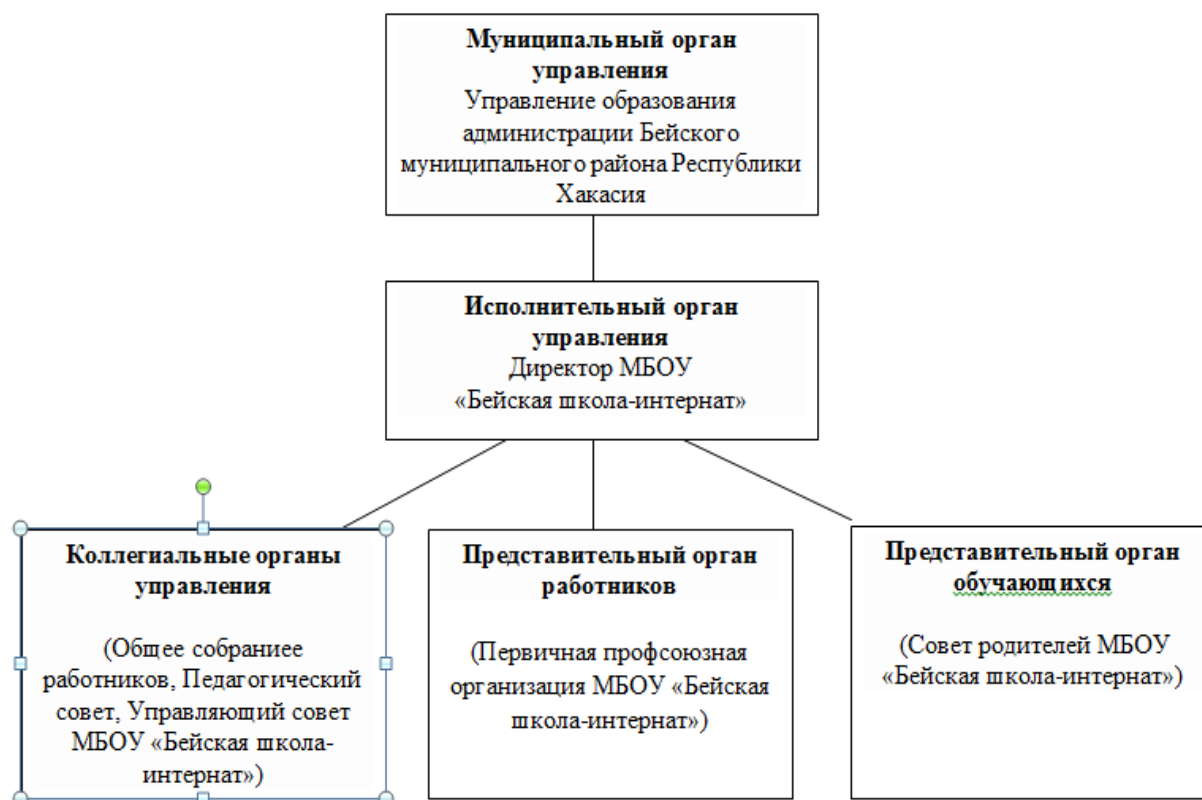 Муниципальный орган
управления
Управление образования
администрации Бейского
муниципального района Республики
Хакасия
Исполнительный орган
управления
Директор МБОУ
«Бейская школа-интернат»
Коллегиальные органы
управления
(Общее собраниее
работников, Педагогический
совет, Управляющий совет
МБОУ «Бейская школа-
интернат»)
Представительный орган
работников
(Первичная профсоюзная
организация МБОУ «Бейская
школа-интернат»)
Представительный орган
обучающихся
(Совет родителей МБОУ
«Бейская школа-интернат»)